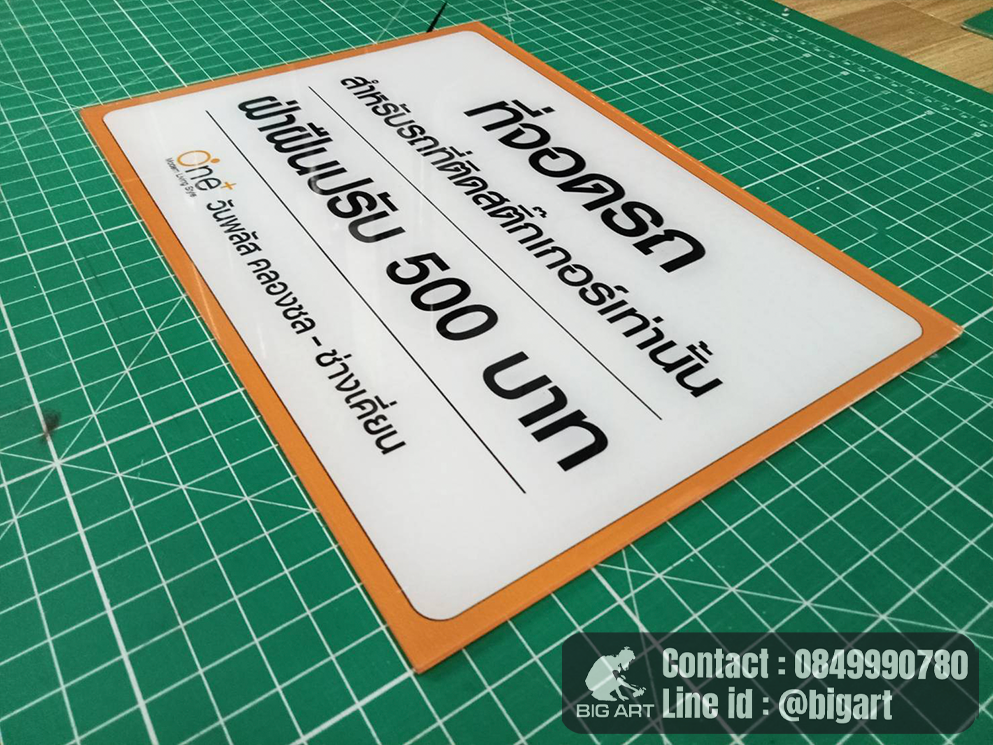 ที่จอดรถ
สำหรับรถที่ติดสติ๊กเกอร์เท่านั้น
ฝ่าฝืนปรับ 500 บาท
One+
Modern Living Style
วันพลัส คลองชล - ช่างเคี่ยน
Contact : 0849990780
BIG ART
Line id : @bigart